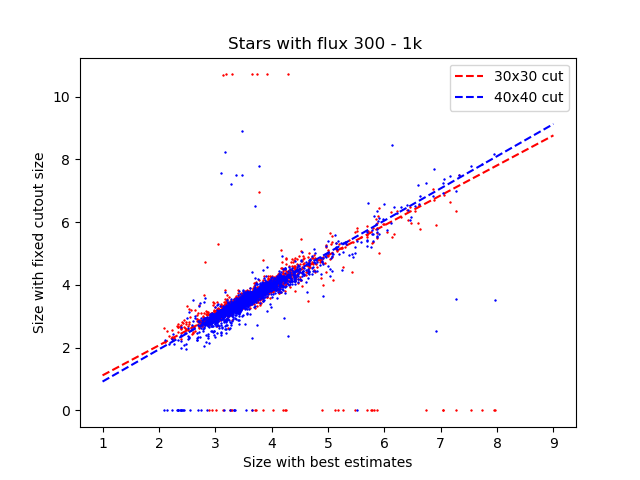 Stars with flux 300 - 1k
30x30 cut
40x40 cut
Size with fixed cutout size
10
8
6
4
2
0
1 2 3 4 5 6 7 8 9
Size with best estimates